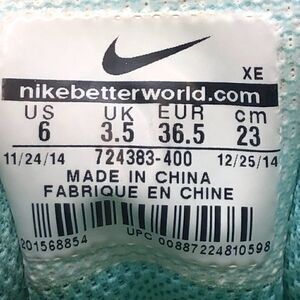 XE
nikebetterworld.com
US UK EUR cm
6 3.5 36.5 23
11/24/14 724383-400 12/25/14
MADE IN CHINA
FABRIQUE EN CHINE
201568854 UPC 00887224810598